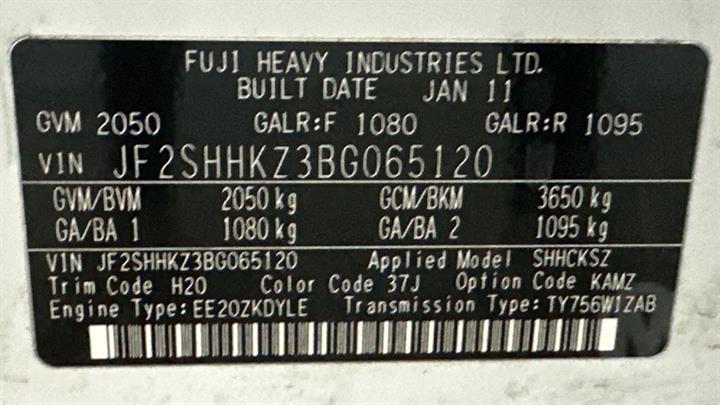 FUJI HEAVY INDUSTRIES LTD.
BUILT DATE JAN 11
GVM 2050 GALR:F 1080 GALR:R 1095
VIN JF2SHHKZ3BG065120
GVM/BVM 2050 kg GCM/BKM 3650 kg
GA/BA 1 1080 kg GA/BA 2 1095 kg
VIN JF2SHHKZ3BG065120 Applied Model SHHCKSZ
Trim Code H20 Color Code 37J Option Code KAMZ
Engine Type:EE20ZKDYLE Transmission Type:TY756W1ZAB